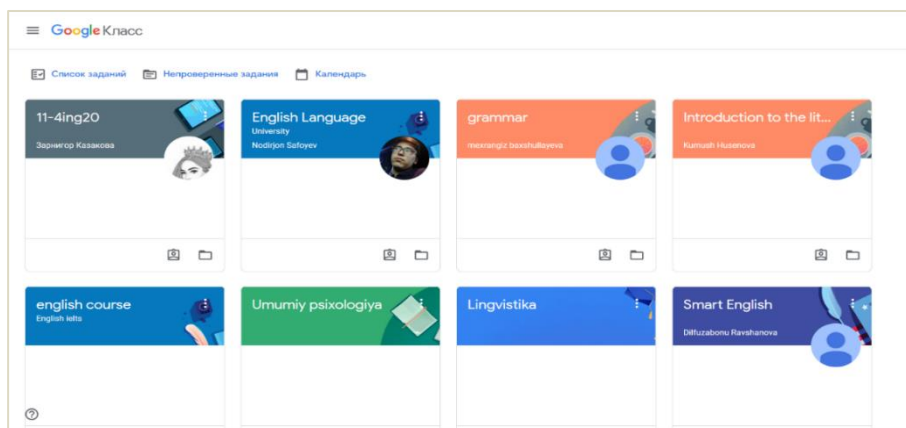 Google Класс
Список заданий
Непроверенные задания
Календарь
11-4ing20
Зарнигор Казакова
English Language
University
Nodirjon Safoyev
grammar
mexrangiz baxshullayeva
Introduction to the lit...
Kumush Husenova
english course
English ielts
Umumiy psixologiya
Lingvistika
Smart English
Dilfuzabonu Ravshanova